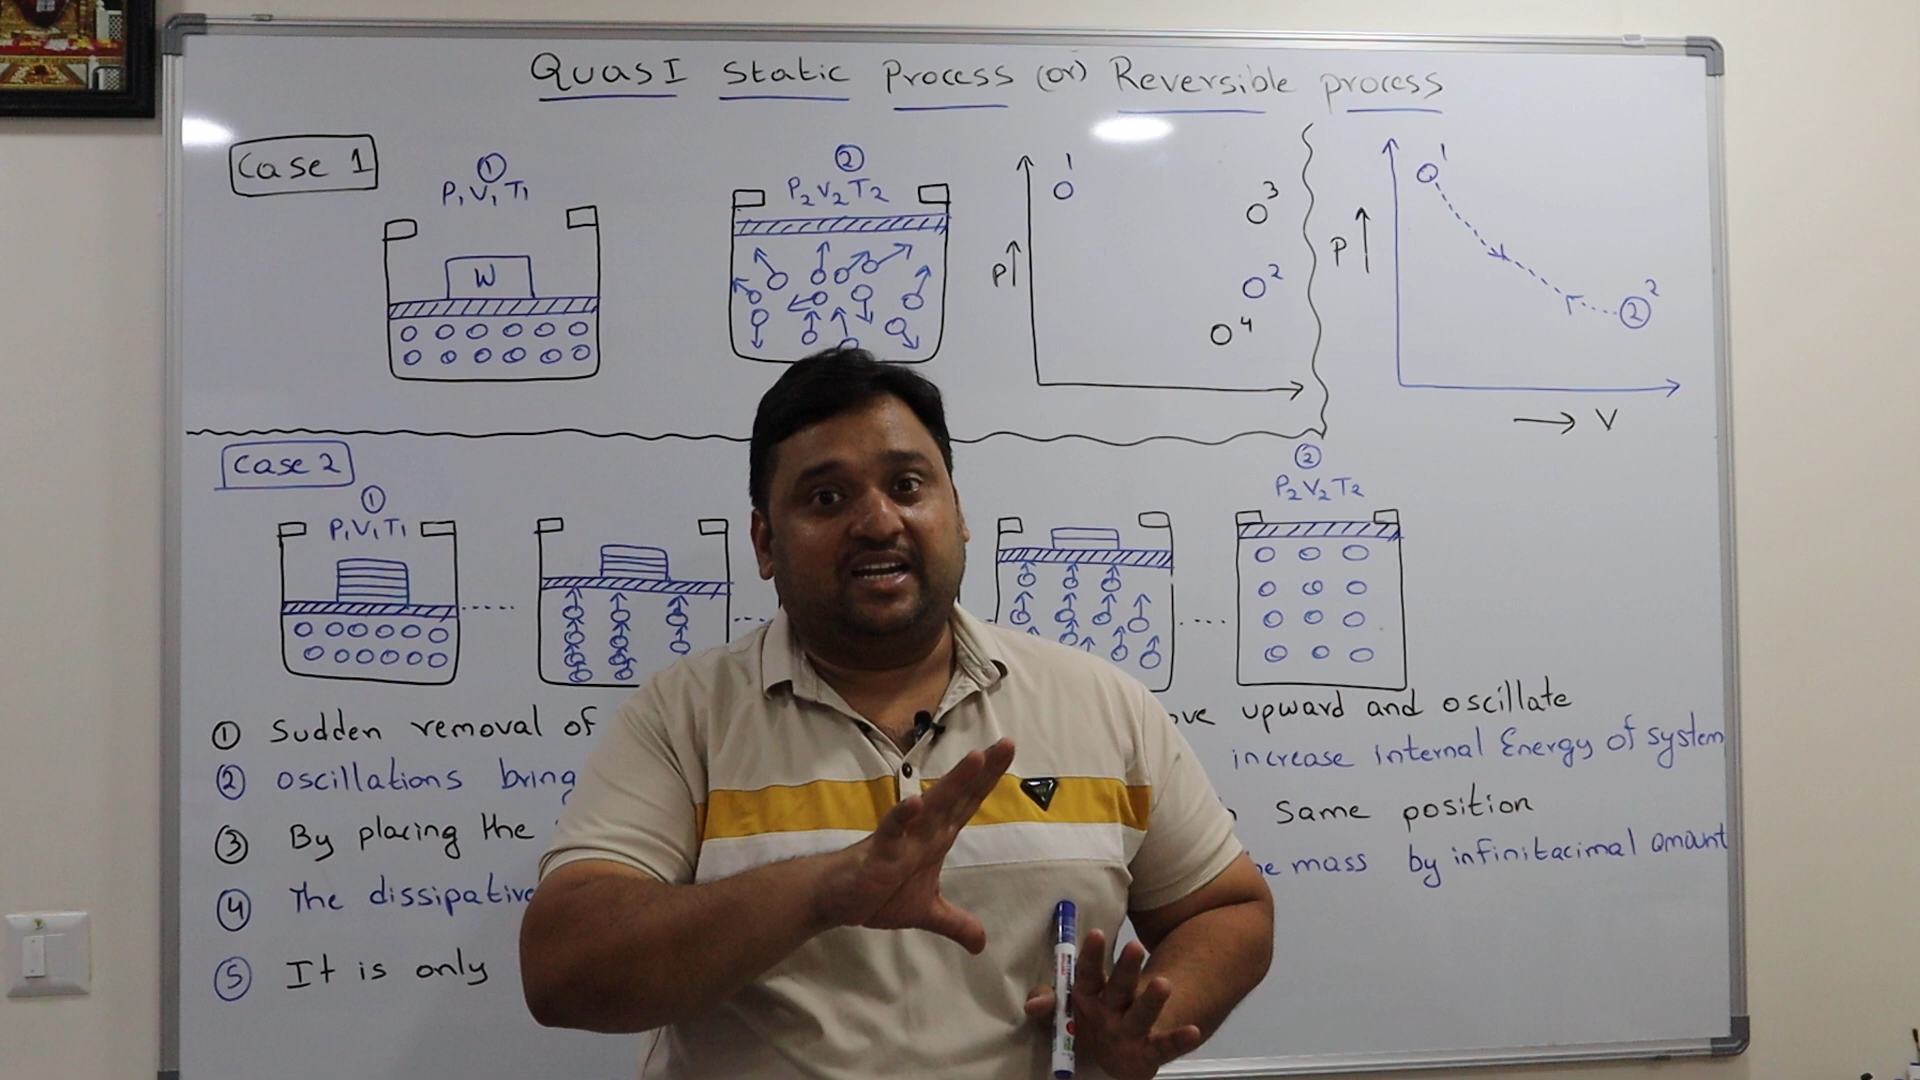 QuasI static Process (or) Reversible process
Case 1
①
P₁V₁T₁
W
②
P₂V₂T₂
P
1
3
2
4
P
1
② 2
V
Case 2
①
P₁V₁T₁
②
P₂V₂T₂
① Sudden removal of upward and oscillate
② oscillations bring increase internal Energy of system
③ By placing the same position
④ The dissipative mass by infinitacimal amount
⑤ It is only